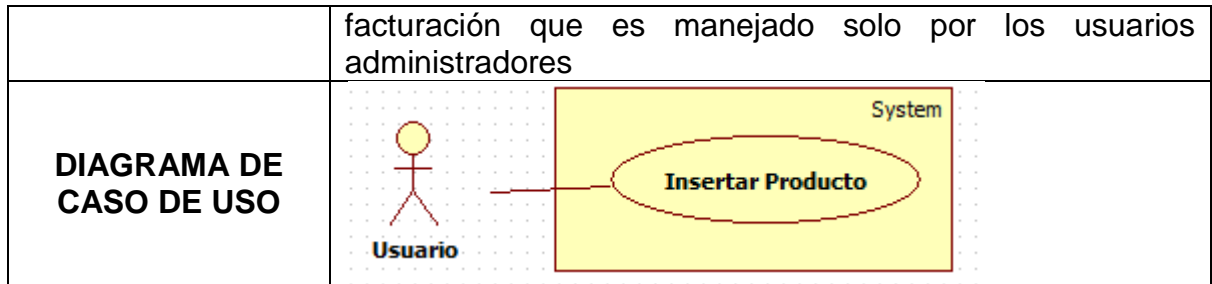 facturación que es manejado solo por los usuarios
administradores
DIAGRAMA DE
CASO DE USO
System
Insertar Producto
Usuario